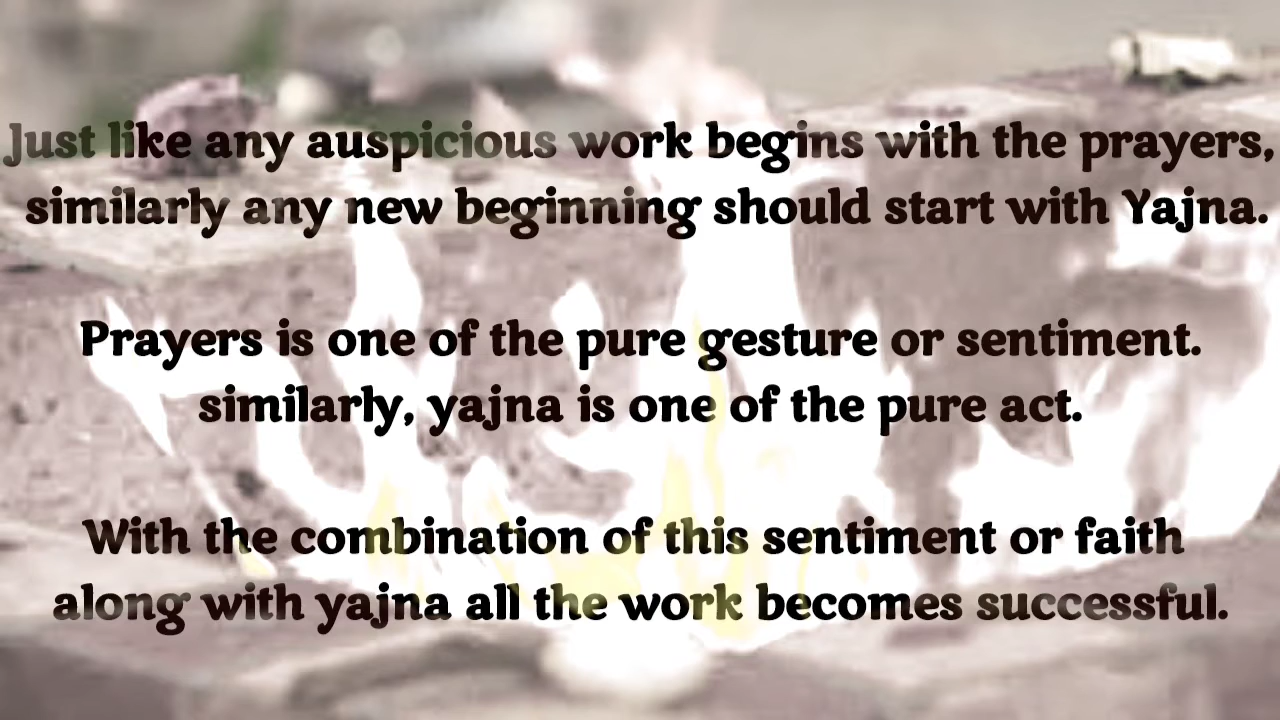 Just like any auspicious work begins with the prayers,
similarly any new beginning should start with Yajna.
Prayers is one of the pure gesture or sentiment.
similarly, yajna is one of the pure act.
With the combination of this sentiment or faith
along with yajna all the work becomes successful.